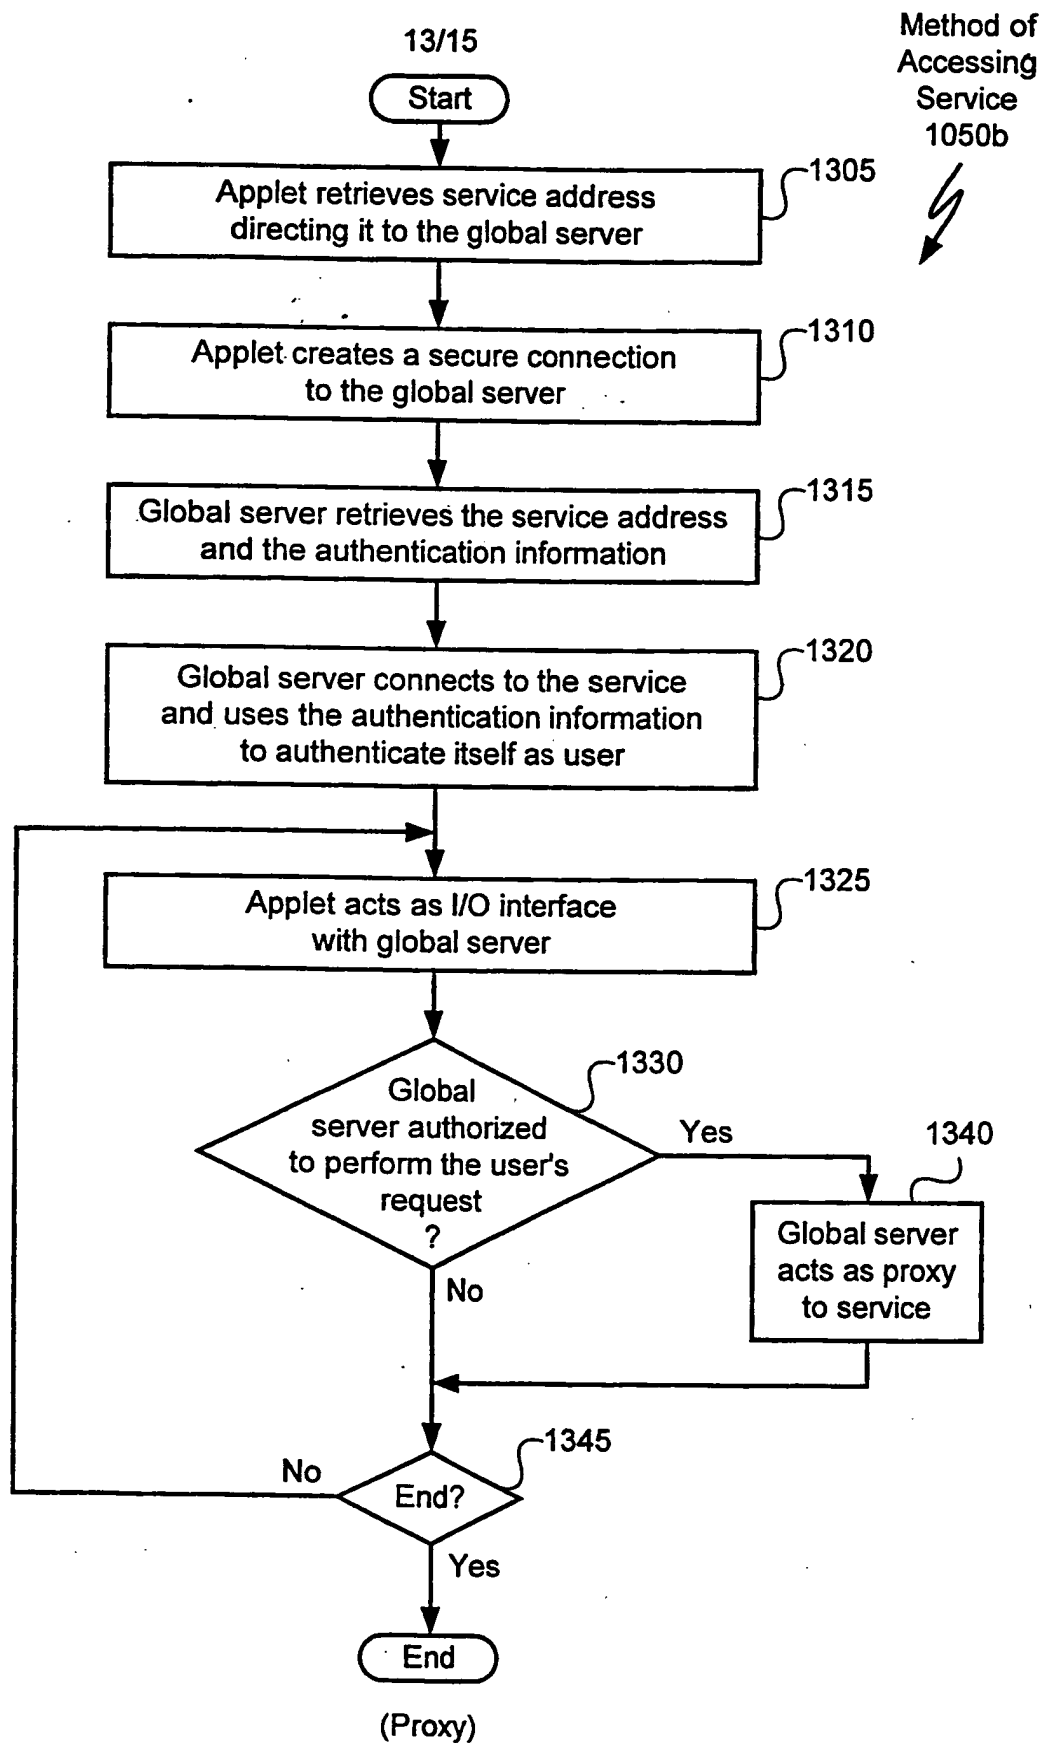 13/15
Method of
Accessing
Service
1050b
Start
1305
Applet retrieves service address
directing it to the global server
1310
Applet creates a secure connection
to the global server
1315
Global server retrieves the service address
and the authentication information
1320
Global server connects to the service
and uses the authentication information
to authenticate itself as user
1325
Applet acts as I/O interface
with global server
1330
Global
server authorized
to perform the user's
request
?
Yes
No
1340
Global server
acts as proxy
to service
1345
End?
No
Yes
End
(Proxy)